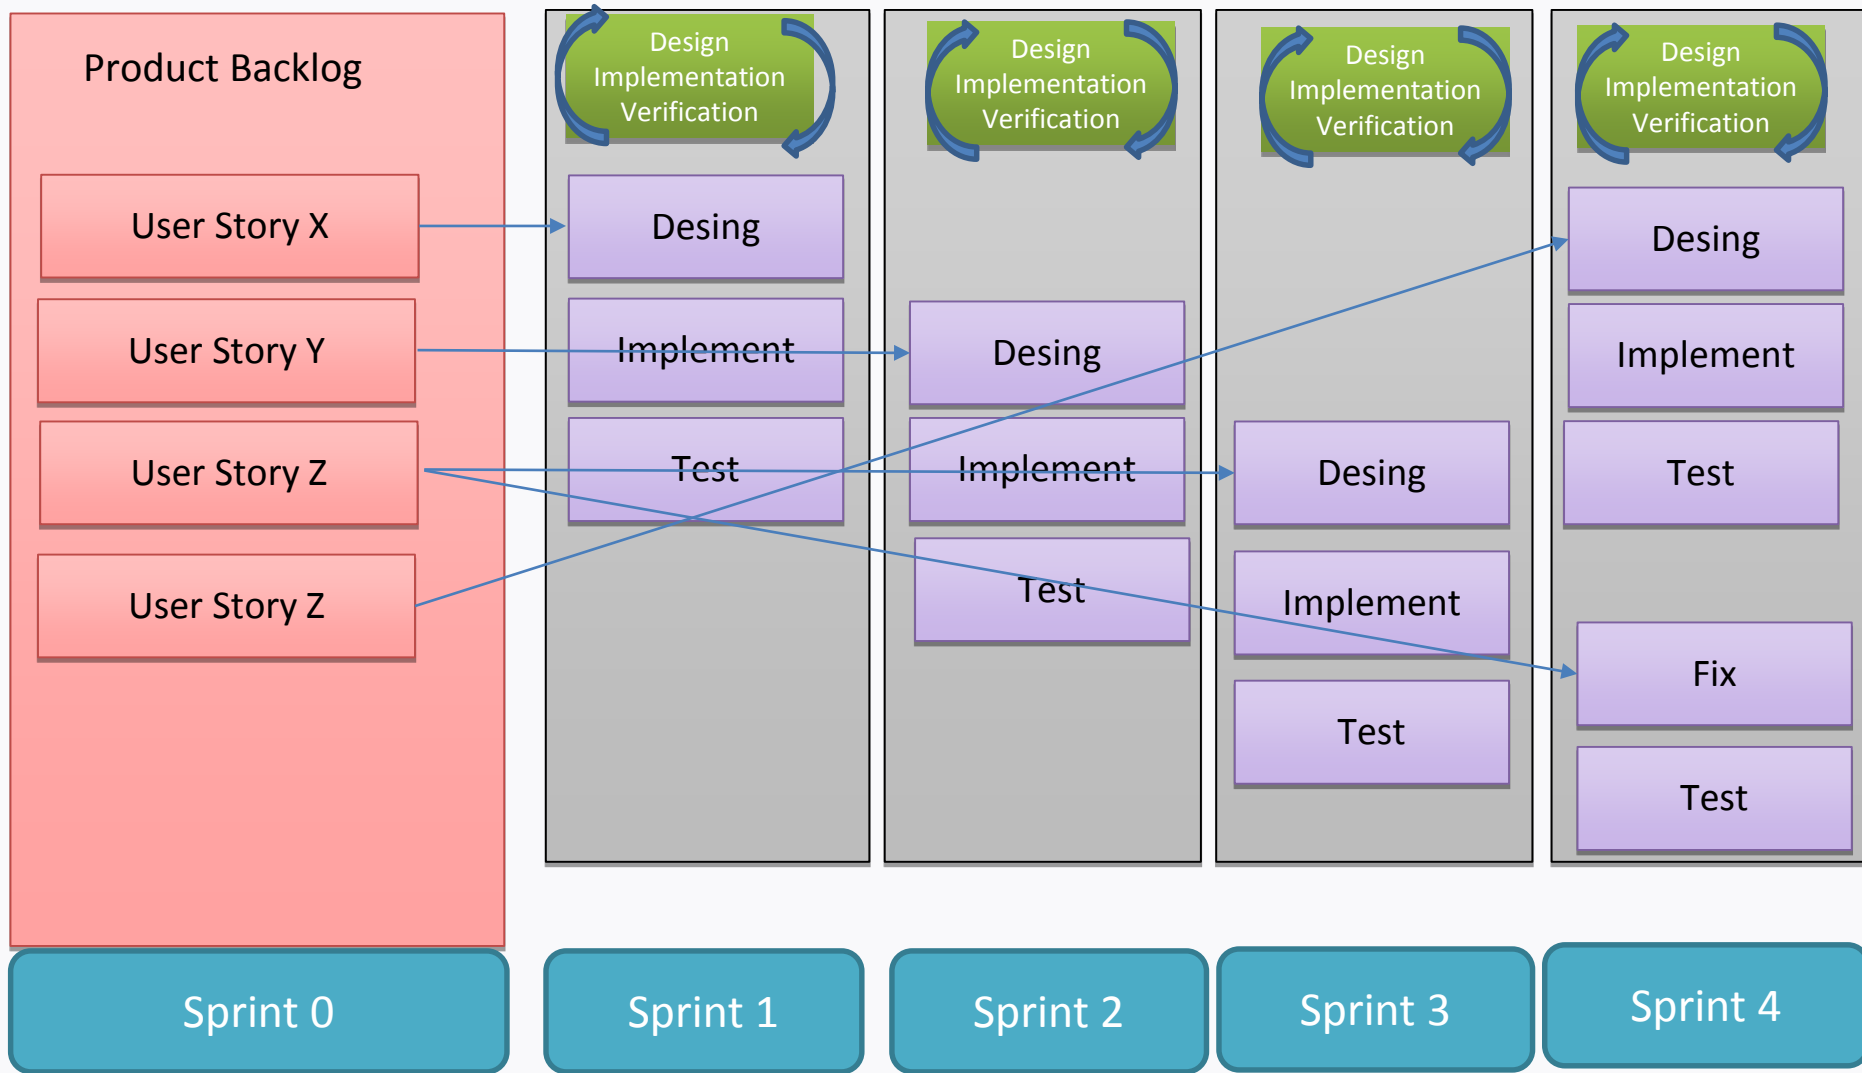 Product Backlog
User Story X
User Story Y
User Story Z
User Story Z
Sprint 0
Design
Implementation
Verification
Desing
Implement
Test
Sprint 1
Design
Implementation
Verification
Desing
Implement
Test
Sprint 2
Design
Implementation
Verification
Desing
Implement
Test
Sprint 3
Design
Implementation
Verification
Desing
Implement
Test
Fix
Test
Sprint 4